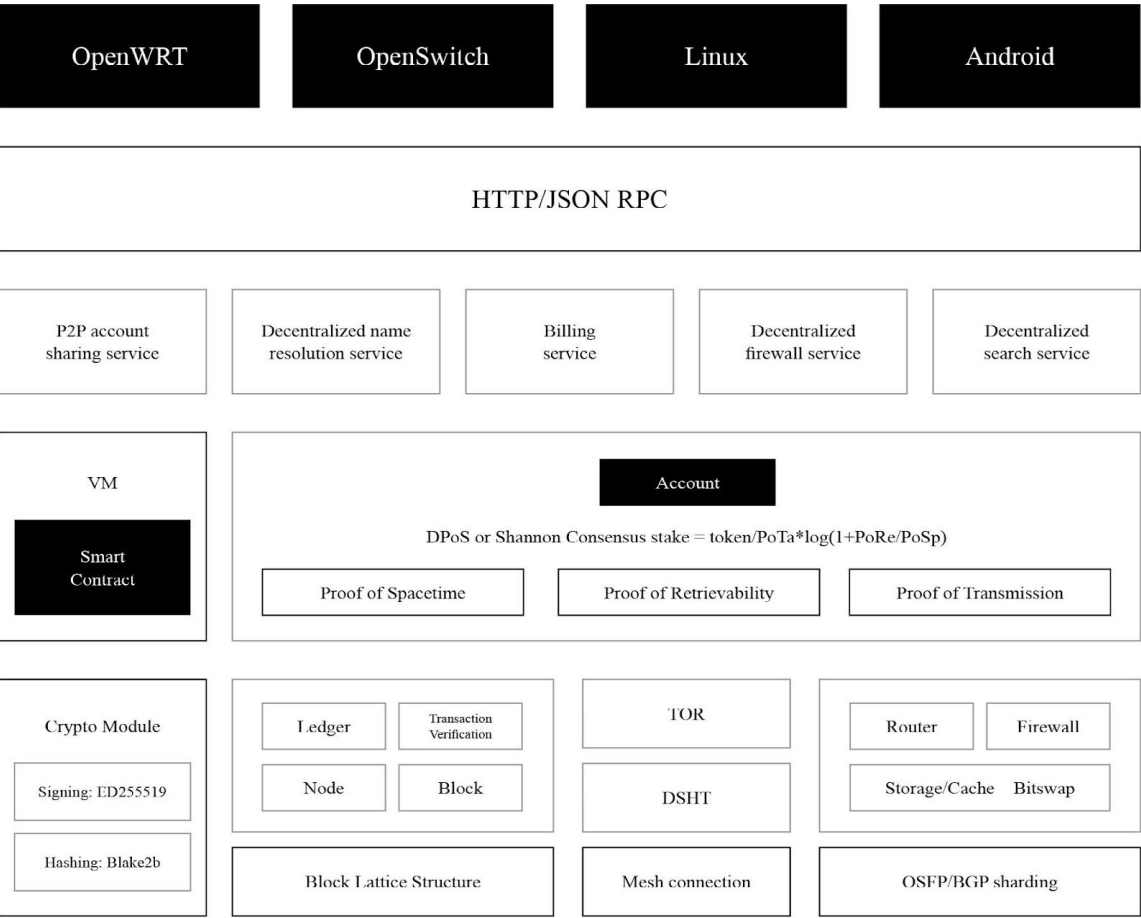 OpenWRT
OpenSwitch
Linux
Android
HTTP/JSON RPC
P2P account
sharing service
Decentralized name
resolution service
Billing
service
Decentralized
firewall service
Decentralized
search service
VM
Smart
Contract
Account
DPoS or Shannon Consensus stake = token/PoTa*log(1+PoRe/PoSp)
Proof of Spacetime
Proof of Retrievability
Proof of Transmission
Crypto Module
Signing: ED255519
Hashing: Blake2b
Ledger
Transaction
Verification
Node
Block
Block Lattice Structure
TOR
DSHT
Mesh connection
Router
Firewall
Storage/Cache Bitswap
OSFP/BGP sharding